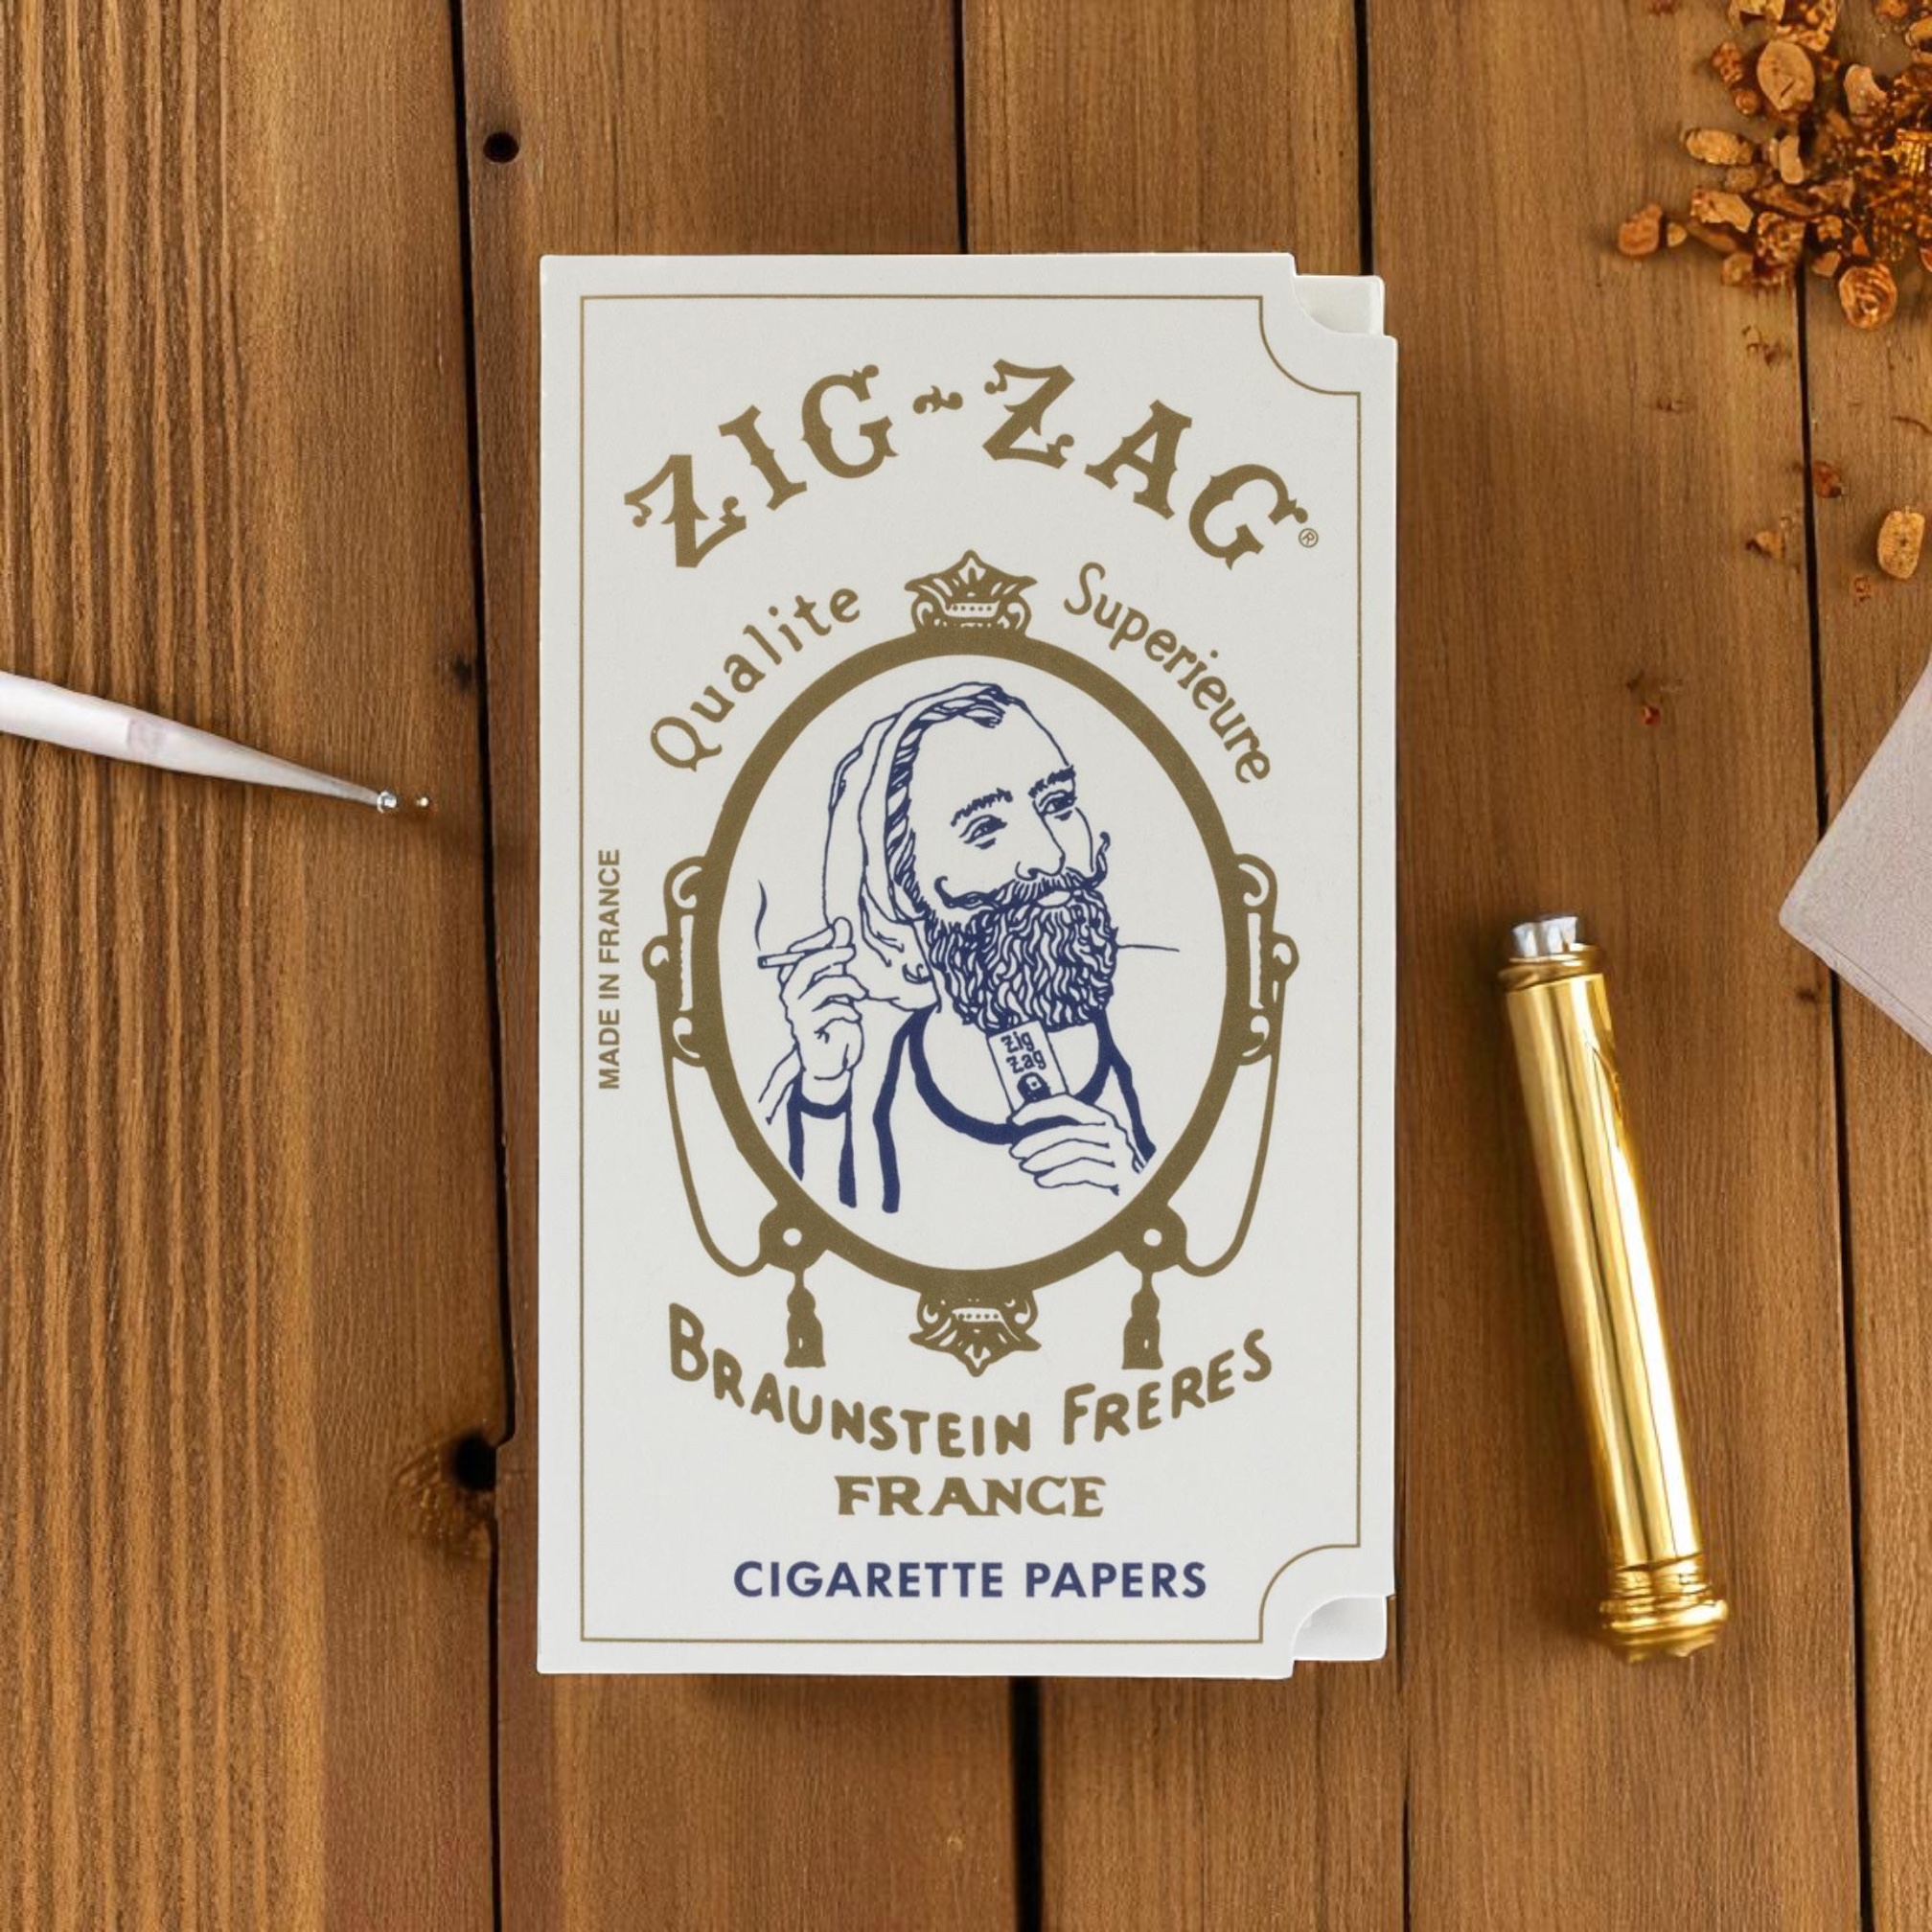 ZIG-ZAG®
Qualite Superieure
MADE IN FRANCE
zig
zag
BRAUNSTEIN FRERES
FRANCE
CIGARETTE PAPERS